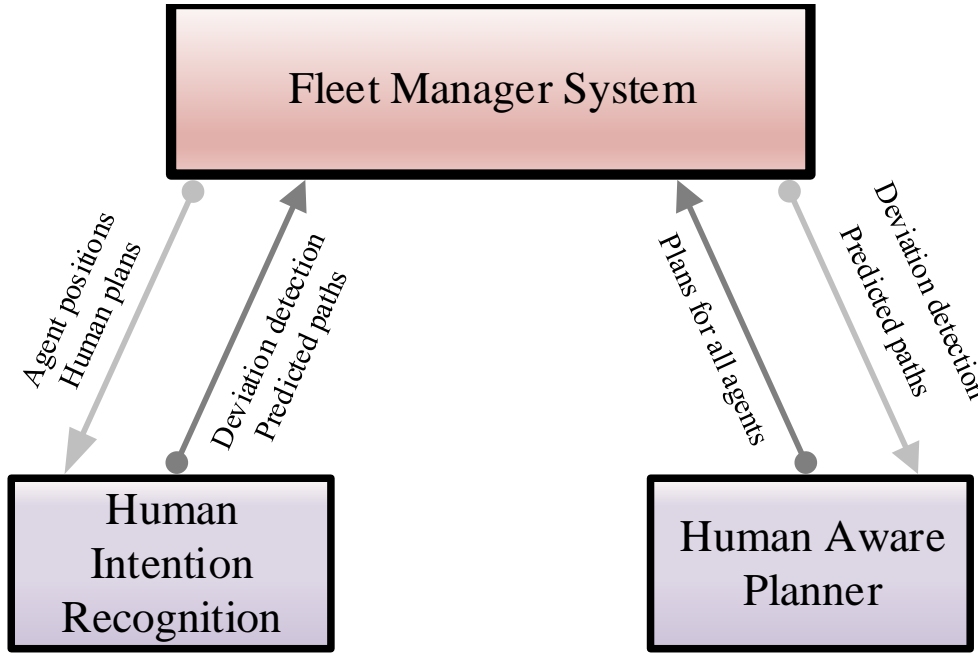 Fleet Manager System
Agent positions
Human plans
Deviation detection
Predicted paths
Plans for all agents
Deviation detection
Predicted paths
Human
Intention
Recognition
Human Aware
Planner